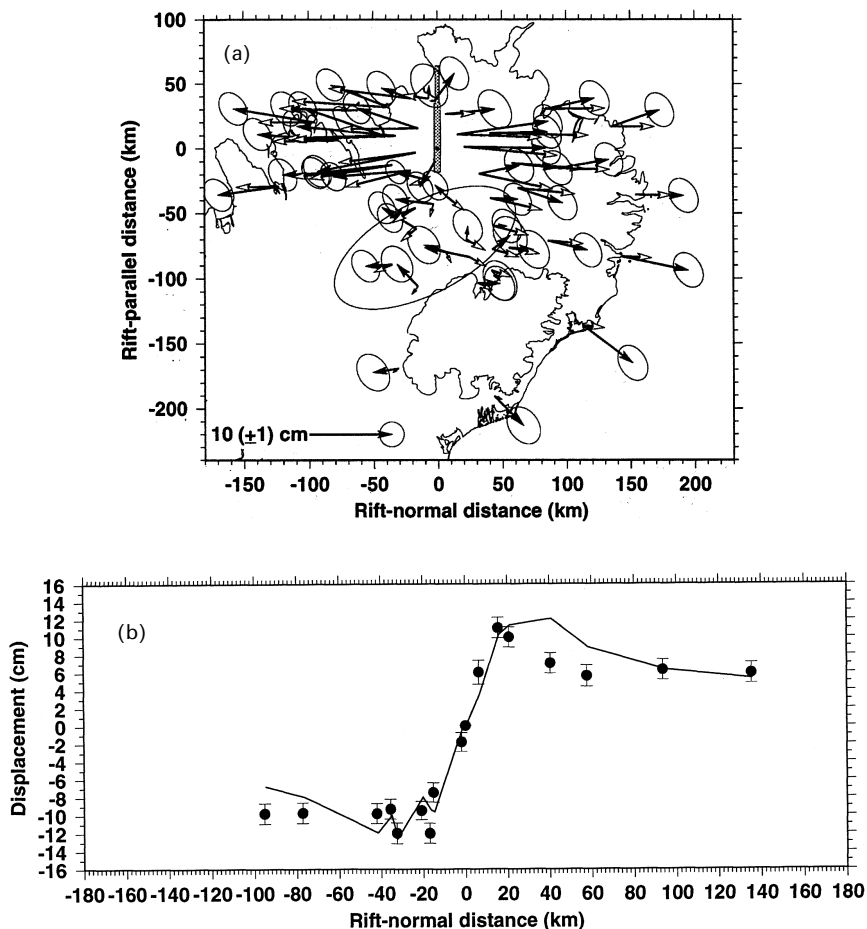 (a)
100
50
0
-50
-100
-150
-200
Rift-parallel distance (km)
10 (±1) cm
-150 -100 -50 0 50 100 150 200
Rift-normal distance (km)
(b)
16
14
12
10
8
6
4
2
0
-2
-4
-6
-8
-10
-12
-14
-16
Displacement (cm)
-180 -160 -140 -120 -100 -80 -60 -40 -20 0 20 40 60 80 100 120 140 160 180
Rift-normal distance (km)